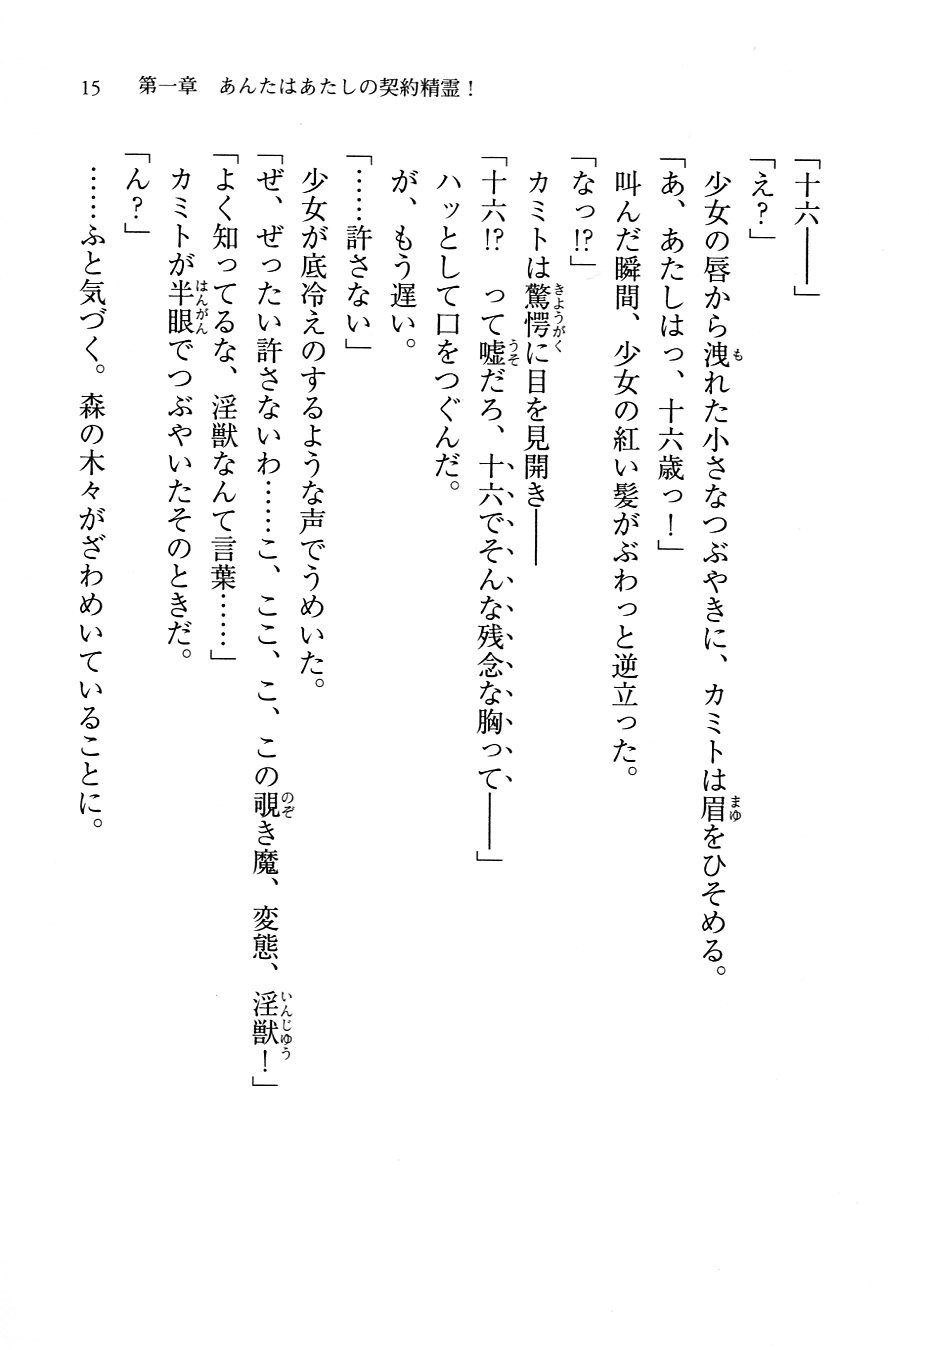 15　第一章　あんたはあたしの契約精霊！
「十六――」
「え？」
　少女の唇から洩れた小さなつぶやきに、カミトは眉をひそめる。
「あ、あたしはっ、十六歳っ！」
　叫んだ瞬間、少女の紅い髪がぶわっと逆立った。
「なっ!?」
　カミトは驚愕に目を見開き――
「十六!?　って嘘だろ、十六でそんな残念な胸って――」
　ハッとして口をつぐんだ。
　が、もう遅い。
「……許さない」
　少女が底冷えのするような声でうめいた。
「ぜ、ぜったい許さないわ……こ、ここ、こ、この覗き魔、変態、淫獣！」
「よく知ってるな、淫獣なんて言葉……」
　カミトが半眼でつぶやいたそのときだ。
「ん？」
　……ふと気づく。森の木々がざわめいていることに。